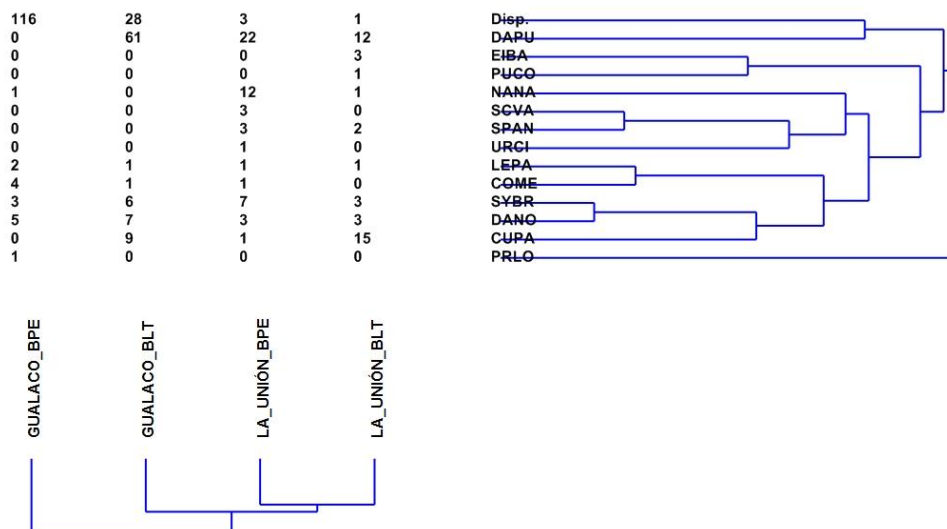 116 28 3 1 Disp.
0 61 22 12 DAPU
0 0 0 3 EIBA
0 0 0 1 PUCO
1 0 12 1 NANA
0 0 3 0 SCVA
0 0 3 2 SPAN
0 0 1 0 URCI
2 1 1 1 LEPA
4 1 1 0 COME
3 6 7 3 SYBR
5 7 3 3 DANO
0 9 1 15 CUPA
1 0 0 0 PRLO
GUALACO_BPE
GUALACO_BLT
LA_UNIÓN_BPE
LA_UNIÓN_BLT